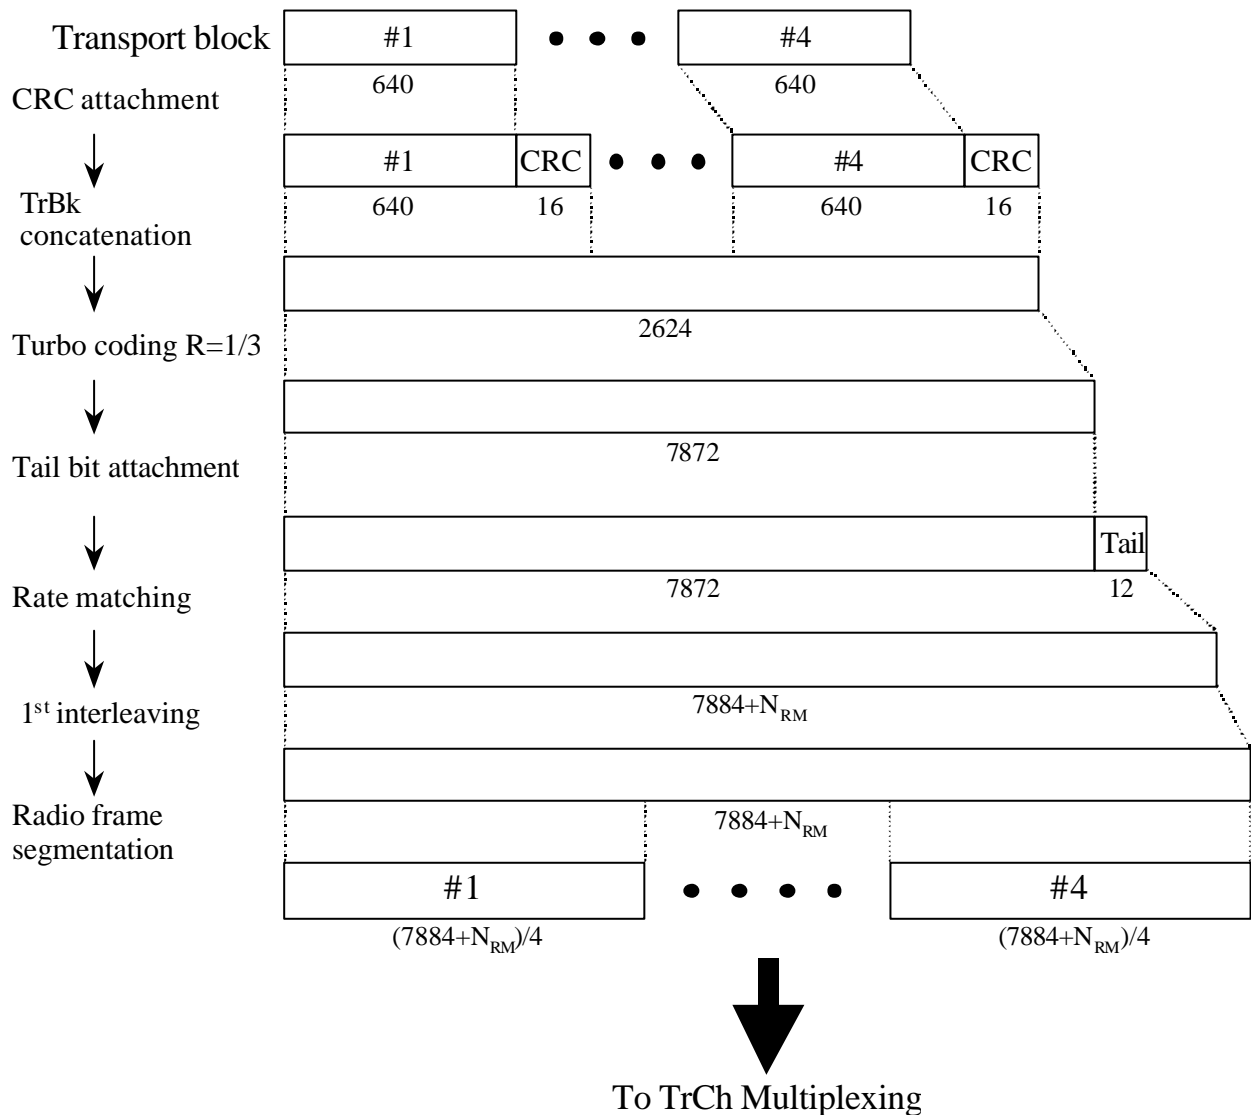 Transport block
#1
#4
640
640
CRC attachment
#1
CRC
#4
CRC
640
16
640
16
TrBk
concatenation
2624
Turbo coding R=1/3
7872
Tail bit attachment
Tail
7872
12
Rate matching
7884+N_RM
1st interleaving
7884+N_RM
Radio frame
segmentation
#1
#4
(7884+N_RM)/4
(7884+N_RM)/4
To TrCh Multiplexing